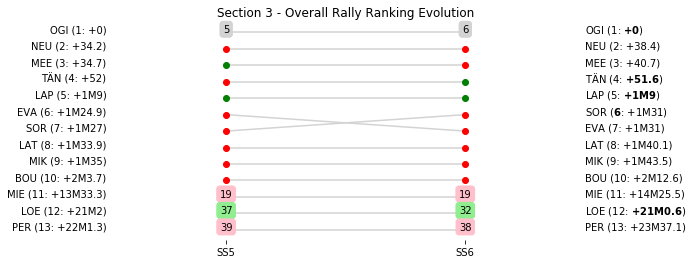 Section 3 - Overall Rally Ranking Evolution
OGI (1: +0) 5 6 OGI (1: +0)
NEU (2: +34.2) NEU (2: +38.4)
MEE (3: +34.7) MEE (3: +40.7)
TÄN (4: +52) TÄN (4: +51.6)
LAP (5: +1M9) LAP (5: +1M9)
EVA (6: +1M24.9) SOR (6: +1M31)
SOR (7: +1M27) EVA (7: +1M31)
LAT (8: +1M33.9) LAT (8: +1M40.1)
MIK (9: +1M35) MIK (9: +1M43.5)
BOU (10: +2M3.7) BOU (10: +2M12.6)
MIE (11: +13M33.3) 19 19 MIE (11: +14M25.5)
LOE (12: +21M2) 37 32 LOE (12: +21M0.6)
PER (13: +22M1.3) 39 38 PER (13: +23M37.1)
SS5 SS6